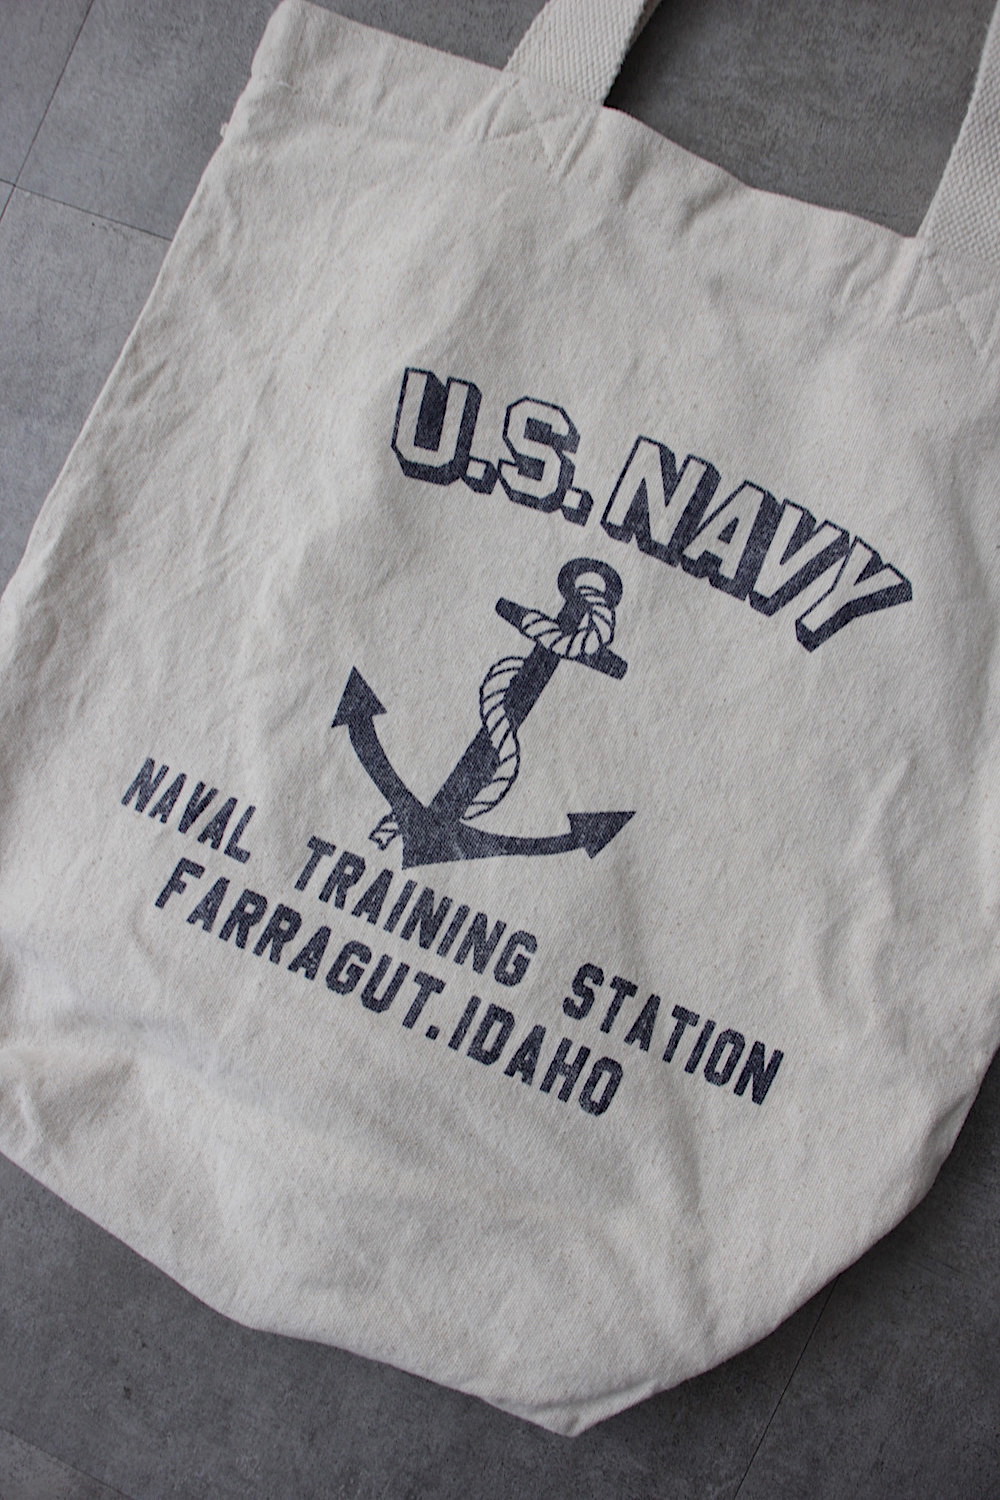 U.S. NAVY
NAVAL TRAINING STATION
FARRAGUT. IDAHO